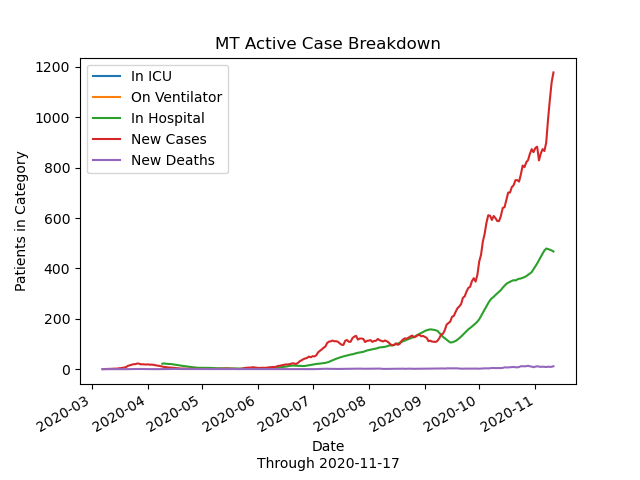 MT Active Case Breakdown
In ICU
On Ventilator
In Hospital
New Cases
New Deaths
Patients in Category
1200
1000
800
600
400
200
0
2020-03
2020-04
2020-05
2020-06
2020-07
2020-08
2020-09
2020-10
2020-11
Date
Through 2020-11-17